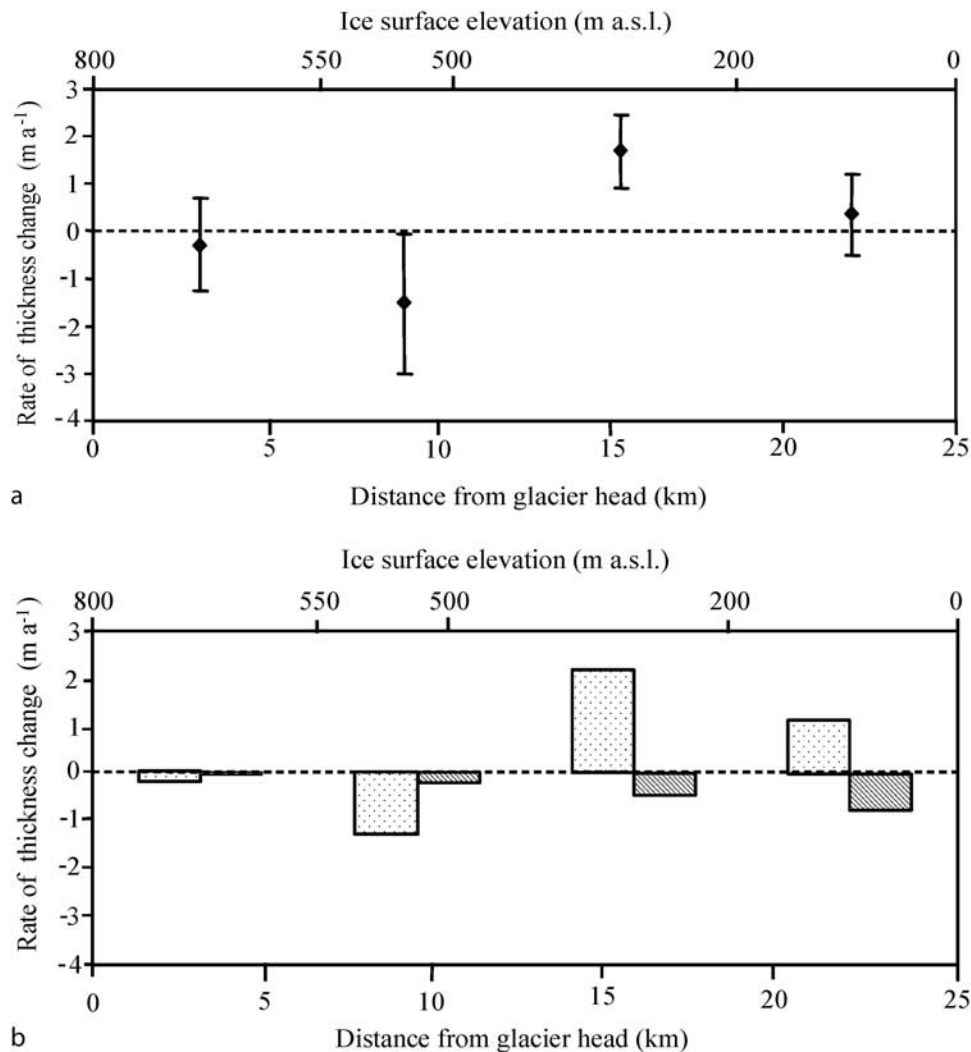 Ice surface elevation (m a.s.l.)
800 550 500 200 0
Rate of thickness change (m a⁻¹)
3
2
1
0
-1
-2
-3
-4
0 5 10 15 20 25
a
Distance from glacier head (km)
Ice surface elevation (m a.s.l.)
800 550 500 200 0
Rate of thickness change (m a⁻¹)
3
2
1
0
-1
-2
-3
-4
0 5 10 15 20 25
b
Distance from glacier head (km)